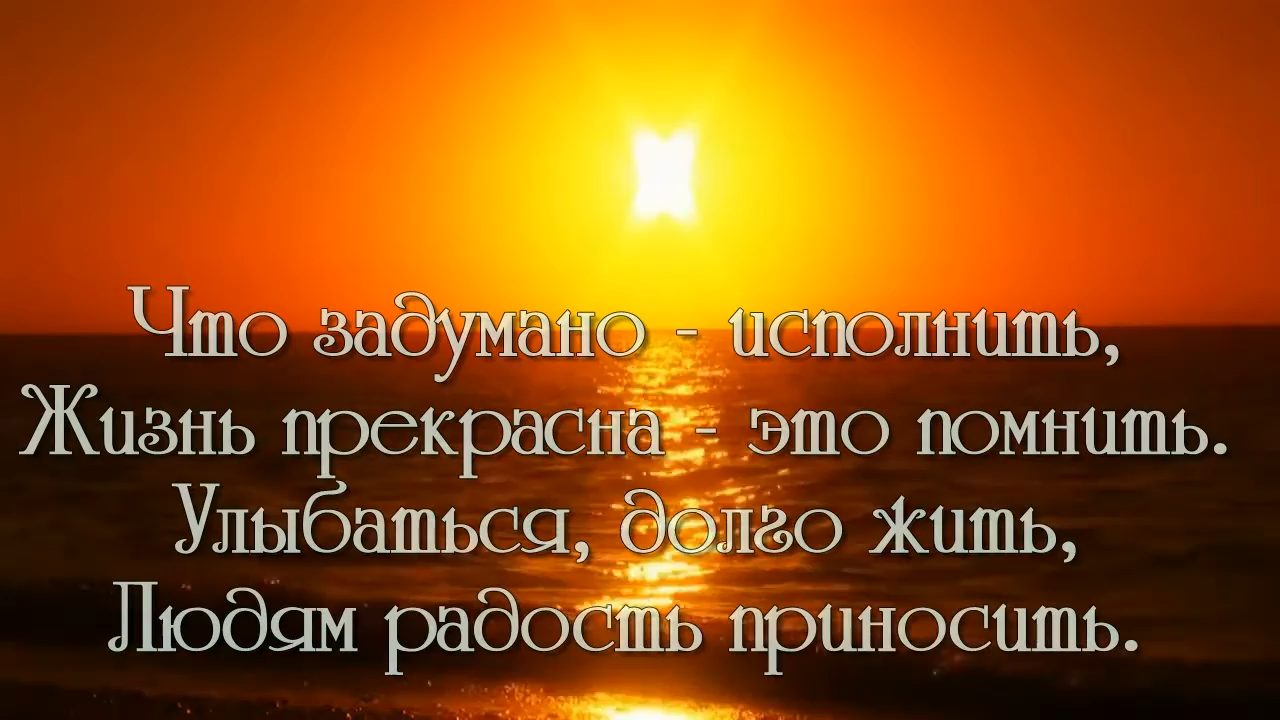 Что задумано - исполнить,
Жизнь прекрасна - это помнить.
Улыбаться, долго жить,
Людям радость приносить.